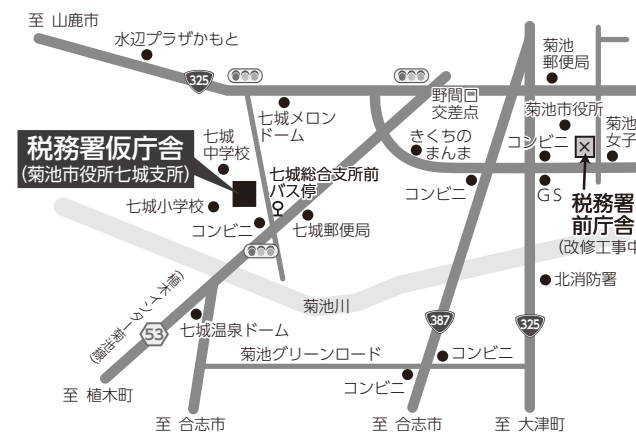 至 山鹿市
水辺プラザかもと
325
七城メロン
ドーム
野間口
交差点
菊池
郵便局
菊池市役所
コンビニ
菊池
女子
きくちの
まんま
七城
中学校
税務署仮庁舎
(菊池市役所七城支所)
七城総合支所前
バス停
コンビニ
GS
税務署
前庁舎
(改修工事中
七城小学校
コンビニ
七城郵便局
北消防署
菊池川
(植木インター菊池線)
53
七城温泉ドーム
387
325
菊池グリーンロード
コンビニ
コンビニ
至 植木町
至 合志市
至 合志市
至 大津町